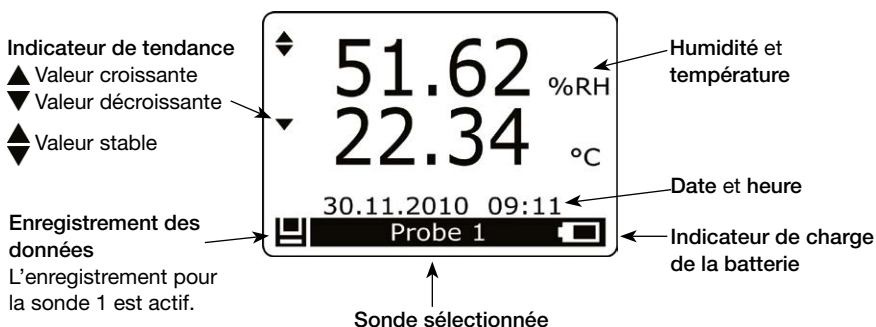 Indicateur de tendance
▲ Valeur croissante
▼ Valeur décroissante
Valeur stable
Enregistrement des
données
L'enregistrement pour
la sonde 1 est actif.
51.62 %RH
22.34 °C
30.11.2010 09:11
Probe 1
Sonde sélectionnée
Humidité et
température
Date et heure
Indicateur de charge
de la batterie